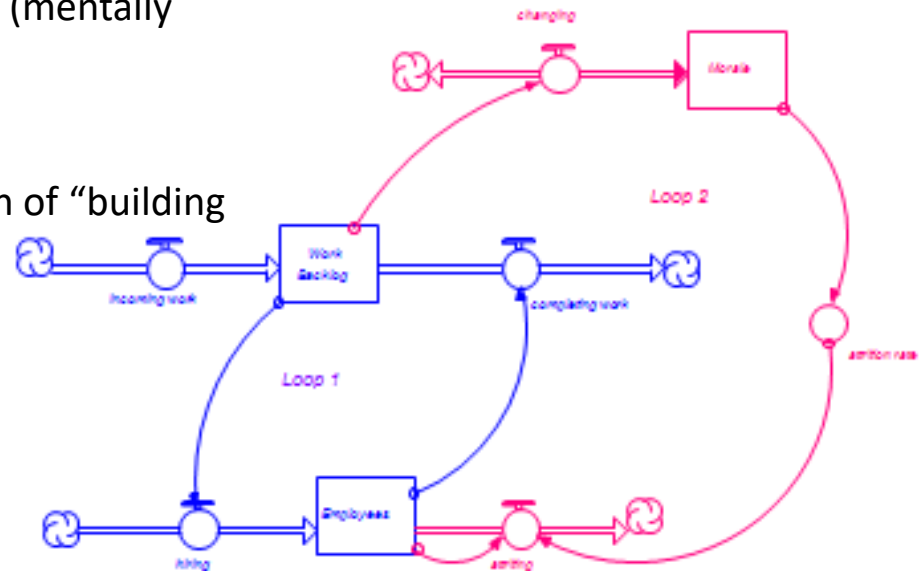 (mentally
changing
Morale
n of “building
Loop 2
Work
Backlog
incoming work
completing work
attrition rate
Loop 1
Employees
hiring
attriting